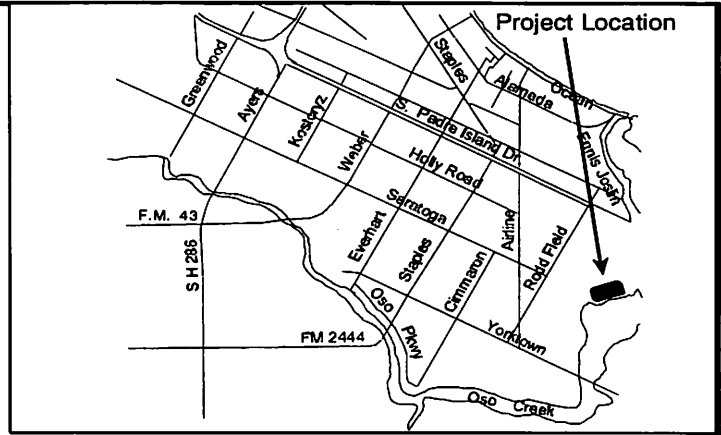 Project Location
Greenwood
Ayers
Kostoryz
Weber
Staples
Alameda
Ocean
Ennis Joslin
S. Padre Island Dr.
Holly Road
Saratoga
Airline
Rodd Field
F.M. 43
S H 286
Everhart
Staples
Cimmaron
Oso Pkwy
Yorktown
FM 2444
Oso Creek